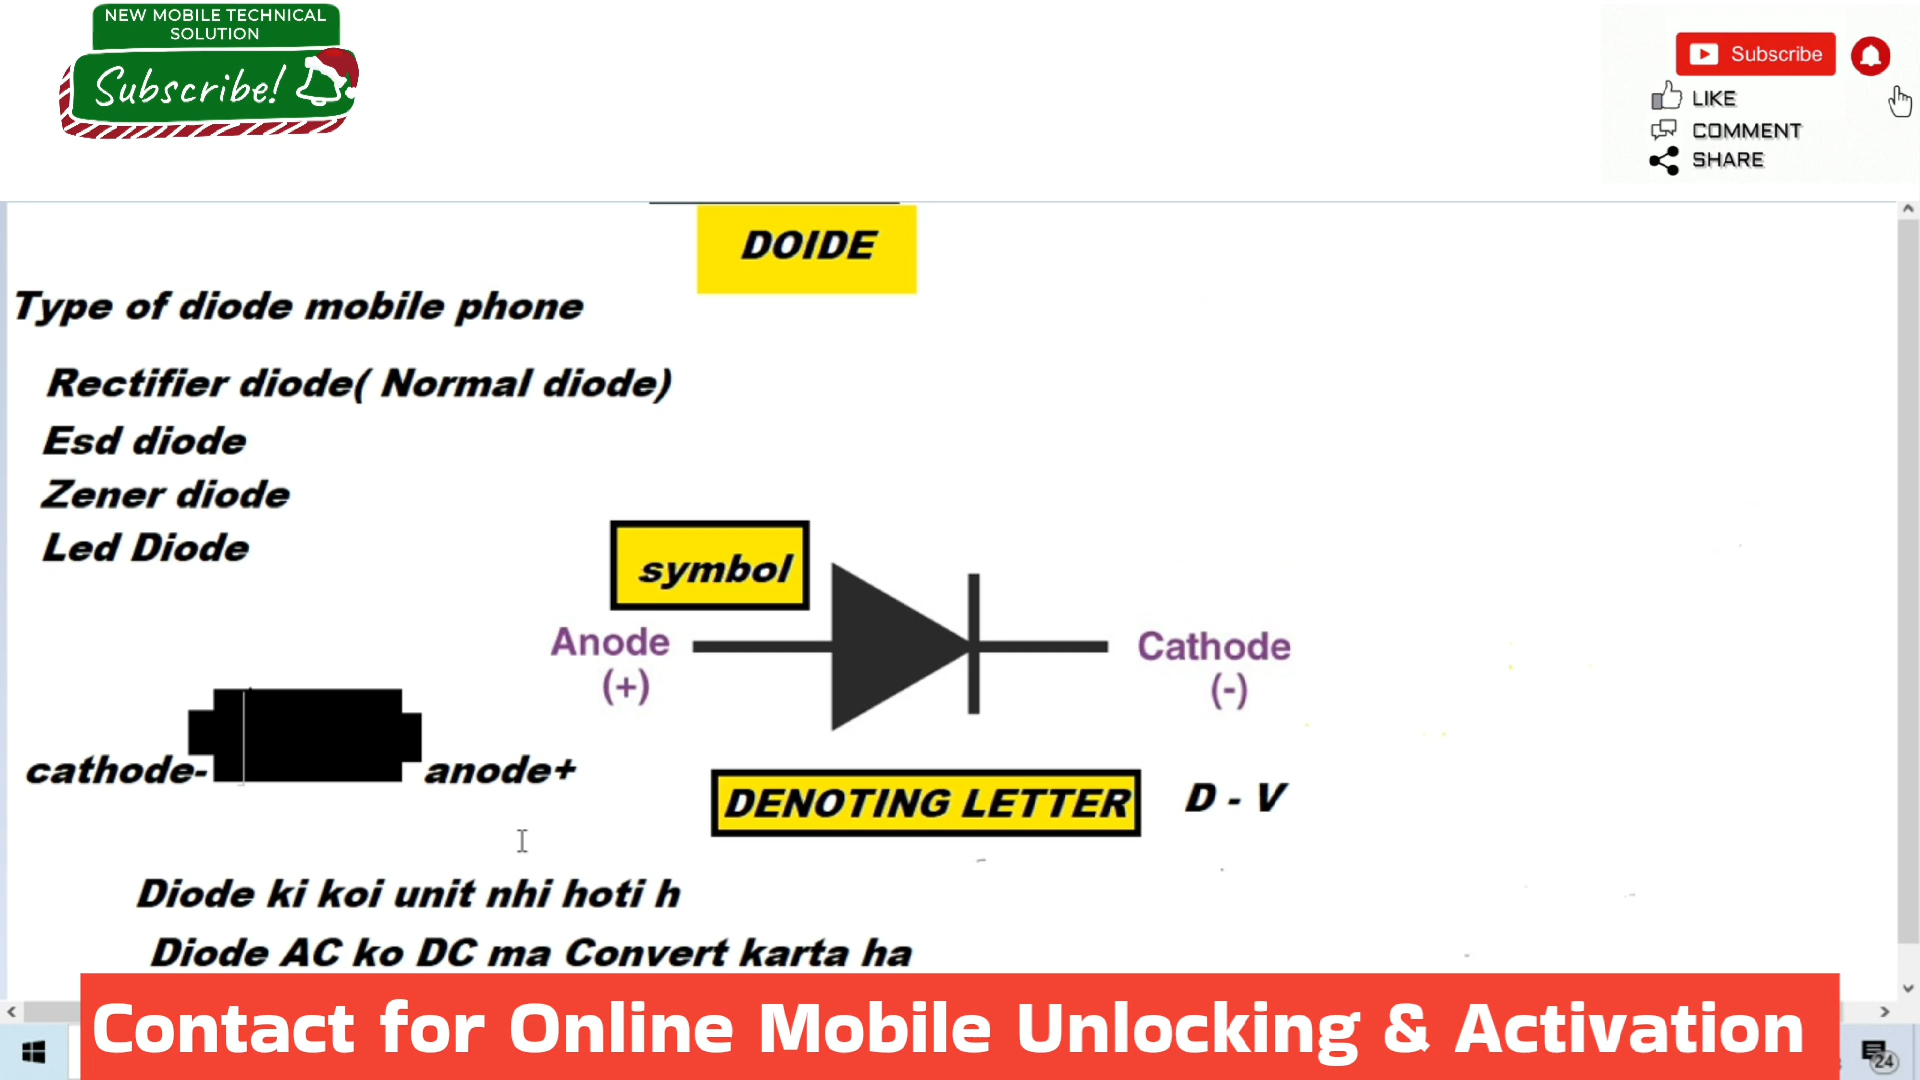 NEW MOBILE TECHNICAL
SOLUTION
Subscribe!
Subscribe
LIKE
COMMENT
SHARE
DOIDE
Type of diode mobile phone
Rectifier diode( Normal diode)
Esd diode
Zener diode
Led Diode
symbol
Anode
(+)
Cathode
(-)
cathode-
anode+
DENOTING LETTER
D - V
Diode ki koi unit nhi hoti h
Diode AC ko DC ma Convert karta ha
Contact for Online Mobile Unlocking & Activation
24